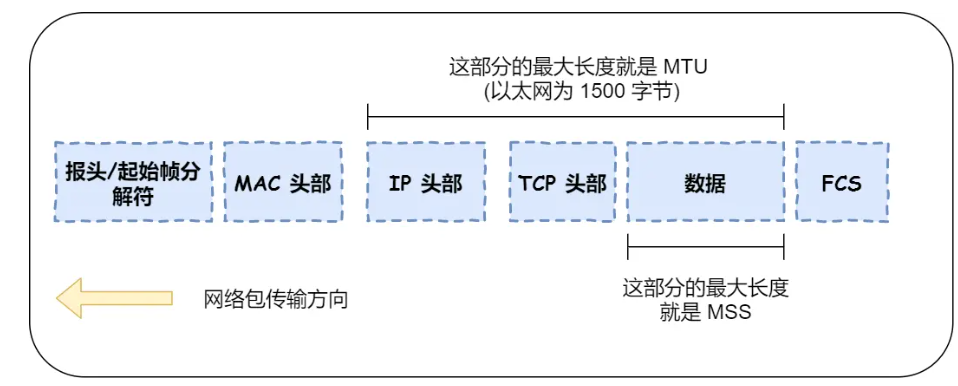 这部分的最大长度就是 MTU
(以太网为 1500 字节)
报头/起始帧分
解符
MAC 头部
IP 头部
TCP 头部
数据
FCS
网络包传输方向
这部分的最大长度
就是 MSS